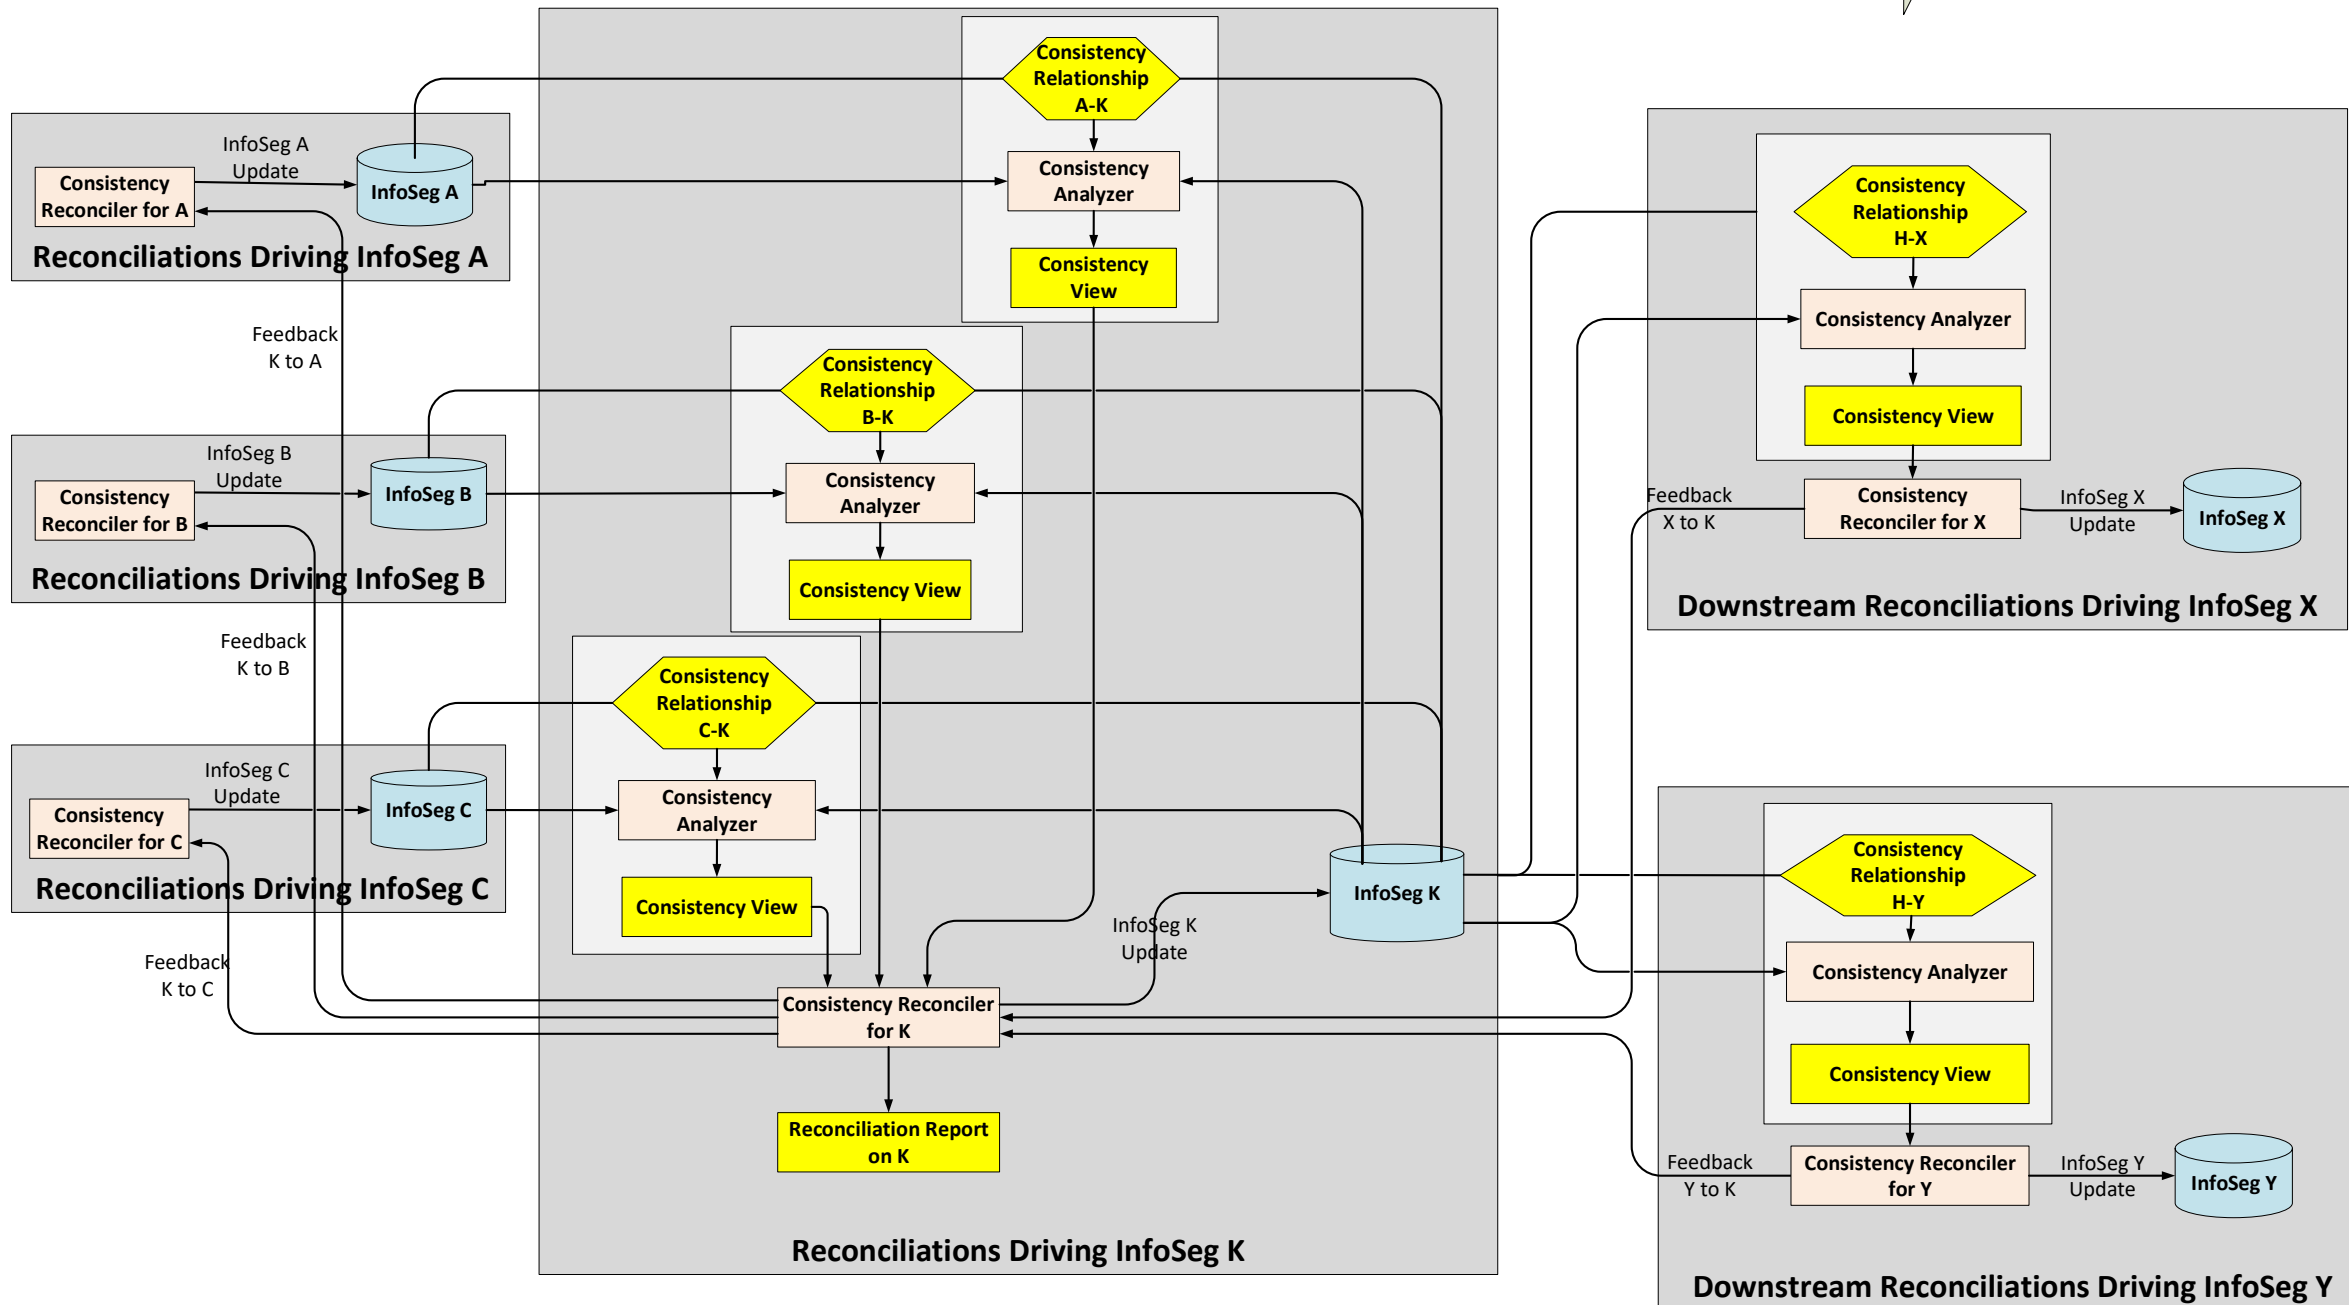 Consistency
Relationship
A-K
Consistency
Analyzer
Consistency
View
InfoSeg A
Update
Consistency
Reconciler for A
InfoSeg A
Reconciliations Driving InfoSeg A
Feedback
K to A
Consistency
Relationship
B-K
Consistency
Analyzer
Consistency View
InfoSeg B
Update
Consistency
Reconciler for B
InfoSeg B
Reconciliations Driving InfoSeg B
Feedback
K to B
Consistency
Relationship
C-K
Consistency
Analyzer
Consistency View
InfoSeg C
Update
Consistency
Reconciler for C
InfoSeg C
Reconciliations Driving InfoSeg C
Feedback
K to C
InfoSeg K
Update
InfoSeg K
Consistency Reconciler
for K
Reconciliation Report
on K
Reconciliations Driving InfoSeg K
Consistency
Relationship
H-X
Consistency Analyzer
Consistency View
Feedback
X to K
Consistency
Reconciler for X
InfoSeg X
Update
InfoSeg X
Downstream Reconciliations Driving InfoSeg X
Consistency
Relationship
H-Y
Consistency Analyzer
Consistency View
Feedback
Y to K
Consistency Reconciler
for Y
InfoSeg Y
Update
InfoSeg Y
Downstream Reconciliations Driving InfoSeg Y